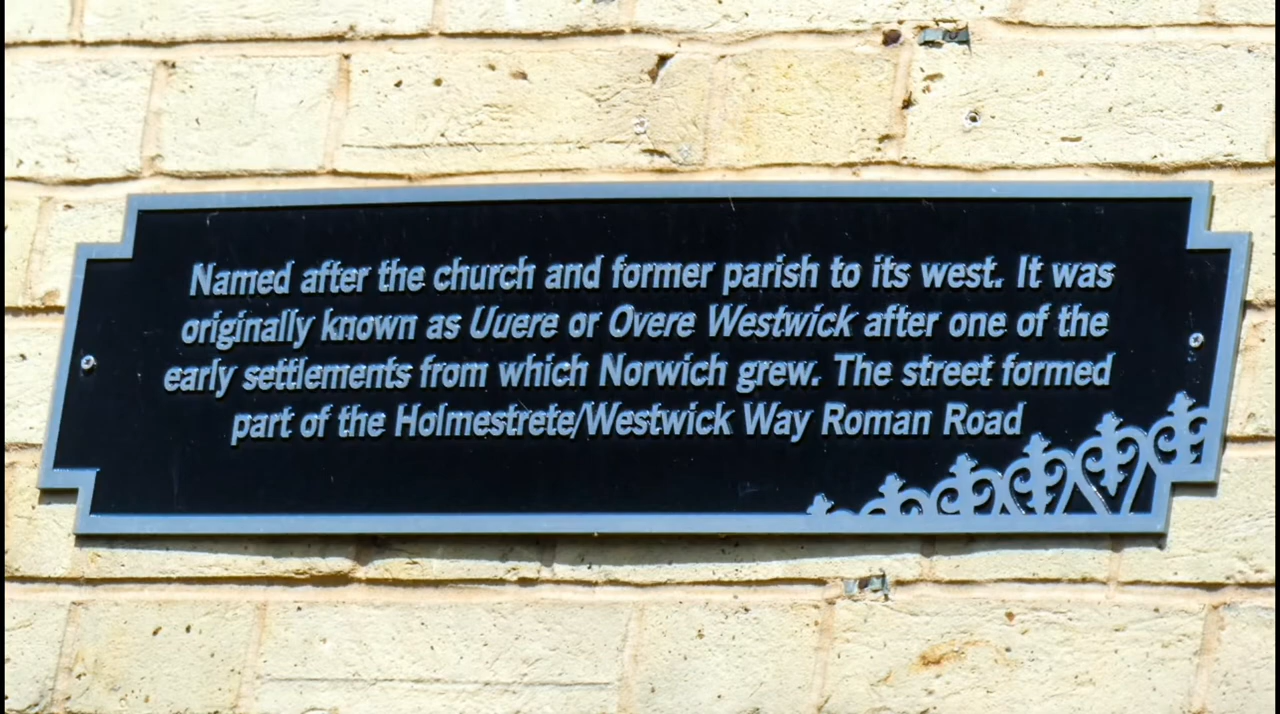 Named after the church and former parish to its west. It was
originally known as Uuere or Overe Westwick after one of the
early settlements from which Norwich grew. The street formed
part of the Holmestrete/Westwick Way Roman Road